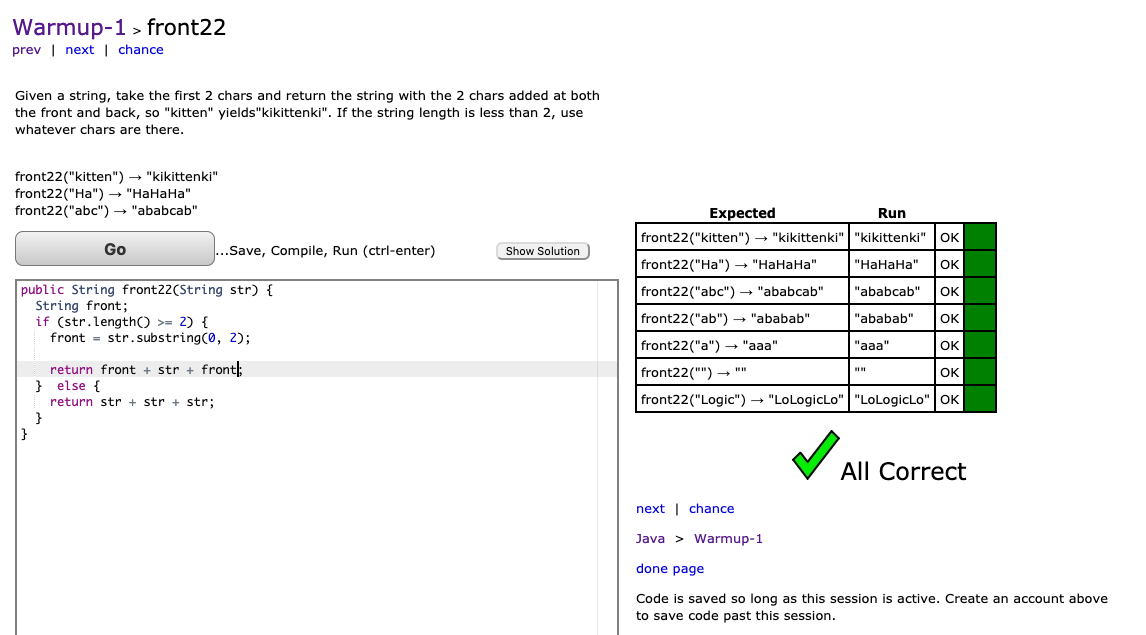 Warmup-1 > front22
prev | next | chance
Given a string, take the first 2 chars and return the string with the 2 chars added at both
the front and back, so "kitten" yields"kikittenki". If the string length is less than 2, use
whatever chars are there.
front22("kitten") → "kikittenki"
front22("Ha") → "HaHaHa"
front22("abc") → "ababcab"
Go ...Save, Compile, Run (ctrl-enter) Show Solution
public String front22(String str) {
  String front;
  if (str.length() >= 2) {
    front = str.substring(0, 2);
    return front + str + front;
  }  else {
    return str + str + str;
  }
}
Expected Run
front22("kitten") → "kikittenki" "kikittenki" OK
front22("Ha") → "HaHaHa" "HaHaHa" OK
front22("abc") → "ababcab" "ababcab" OK
front22("ab") → "ababab" "ababab" OK
front22("a") → "aaa" "aaa" OK
front22("") → "" "" OK
front22("Logic") → "LoLogicLo" "LoLogicLo" OK
All Correct
next | chance
Java > Warmup-1
done page
Code is saved so long as this session is active. Create an account above
to save code past this session.